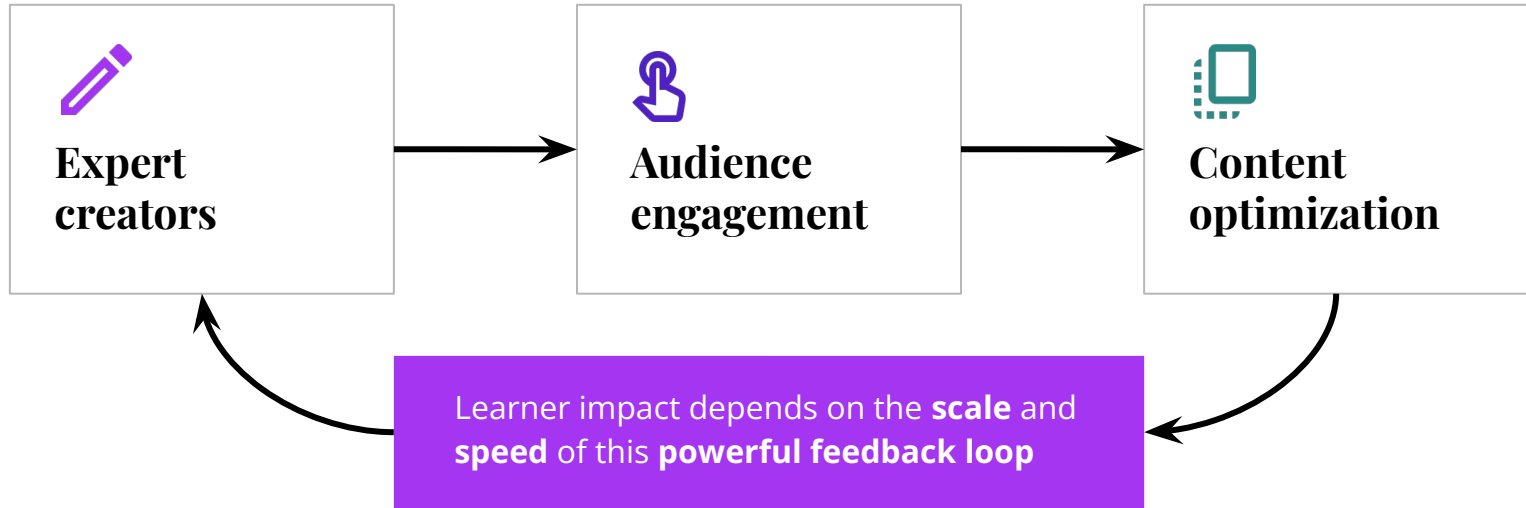 Expert
creators
Audience
engagement
Content
optimization
Learner impact depends on the scale and
speed of this powerful feedback loop